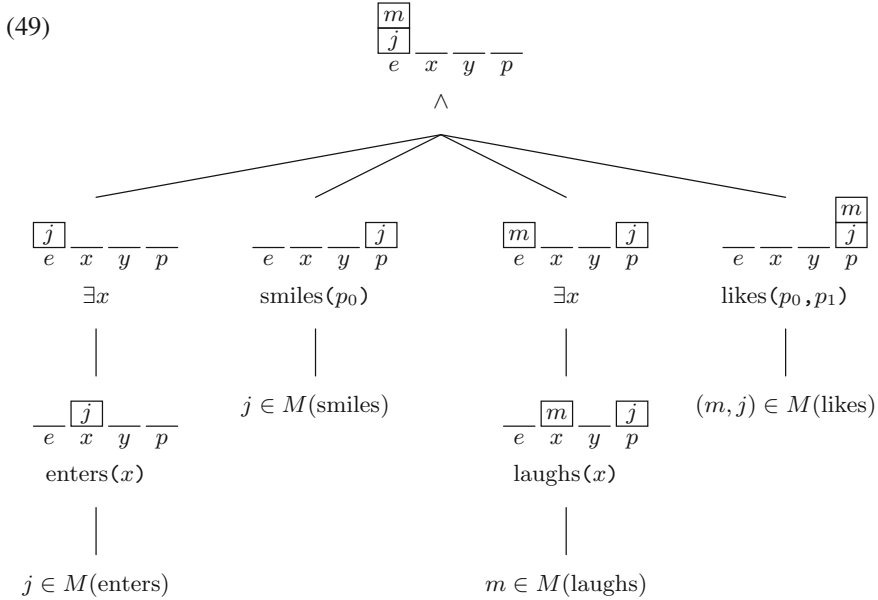 (49)
m
j
e x y p
∧
j j m j m
j
e x y p e x y p e x y p e x y p
∃x smiles(p₀) ∃x likes(p₀,p₁)
j ∈ M(smiles) (m, j) ∈ M(likes)
j m j
e x y p e x y p
enters(x) laughs(x)
j ∈ M(enters) m ∈ M(laughs)